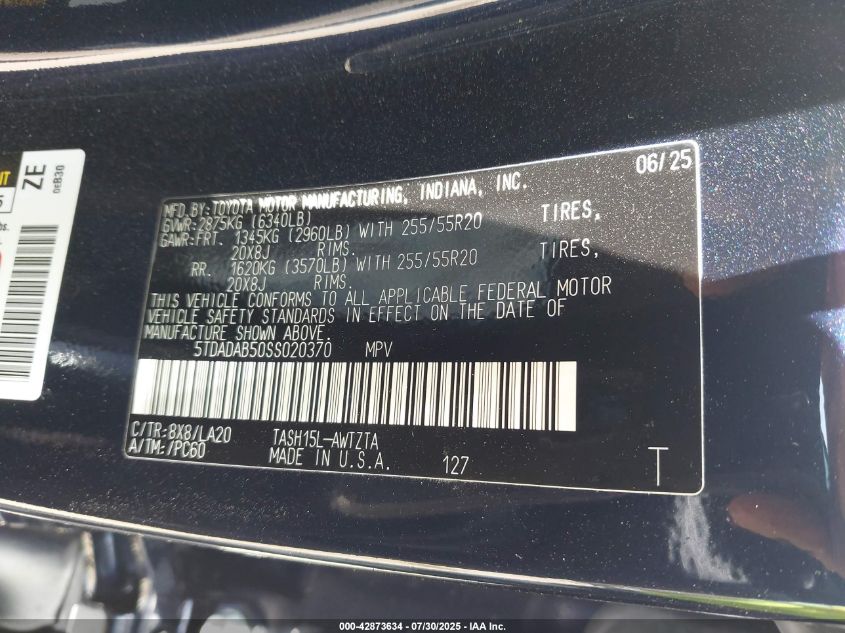 06/25
MFD.BY:TOYOTA MOTOR MANUFACTURING, INDIANA, INC.
GVWR:2875KG (6340LB)
GAWR:FRT. 1345KG (2960LB) WITH 255/55R20 TIRES,
20X8J RIMS.
RR. 1620KG (3570LB) WITH 255/55R20 TIRES,
20X8J RIMS.
THIS VEHICLE CONFORMS TO ALL APPLICABLE FEDERAL MOTOR
VEHICLE SAFETY STANDARDS IN EFFECT ON THE DATE OF
MANUFACTURE SHOWN ABOVE.
5TDADAB50SS020370 MPV
C/TR:8X8/LA20 TASH15L-AWTZTA
A/TM:/PC60 MADE IN U.S.A. 127 T
ZE
0EB30
000-42873634 - 07/30/2025 - IAA Inc.